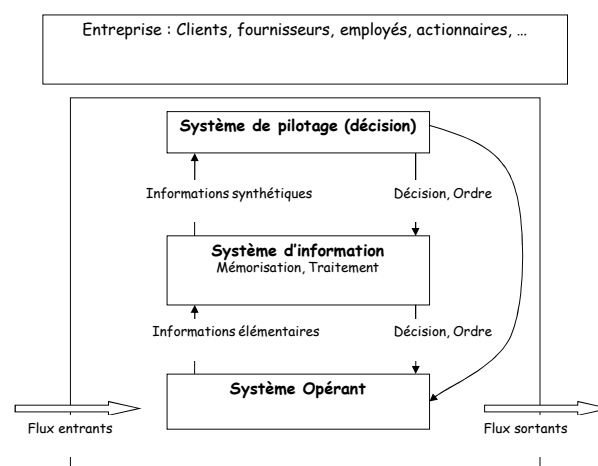 Entreprise : Clients, fournisseurs, employés, actionnaires, …
Système de pilotage (décision)
Informations synthétiques
Décision, Ordre
Système d'information
Mémorisation, Traitement
Informations élémentaires
Décision, Ordre
Système Opérant
Flux entrants
Flux sortants